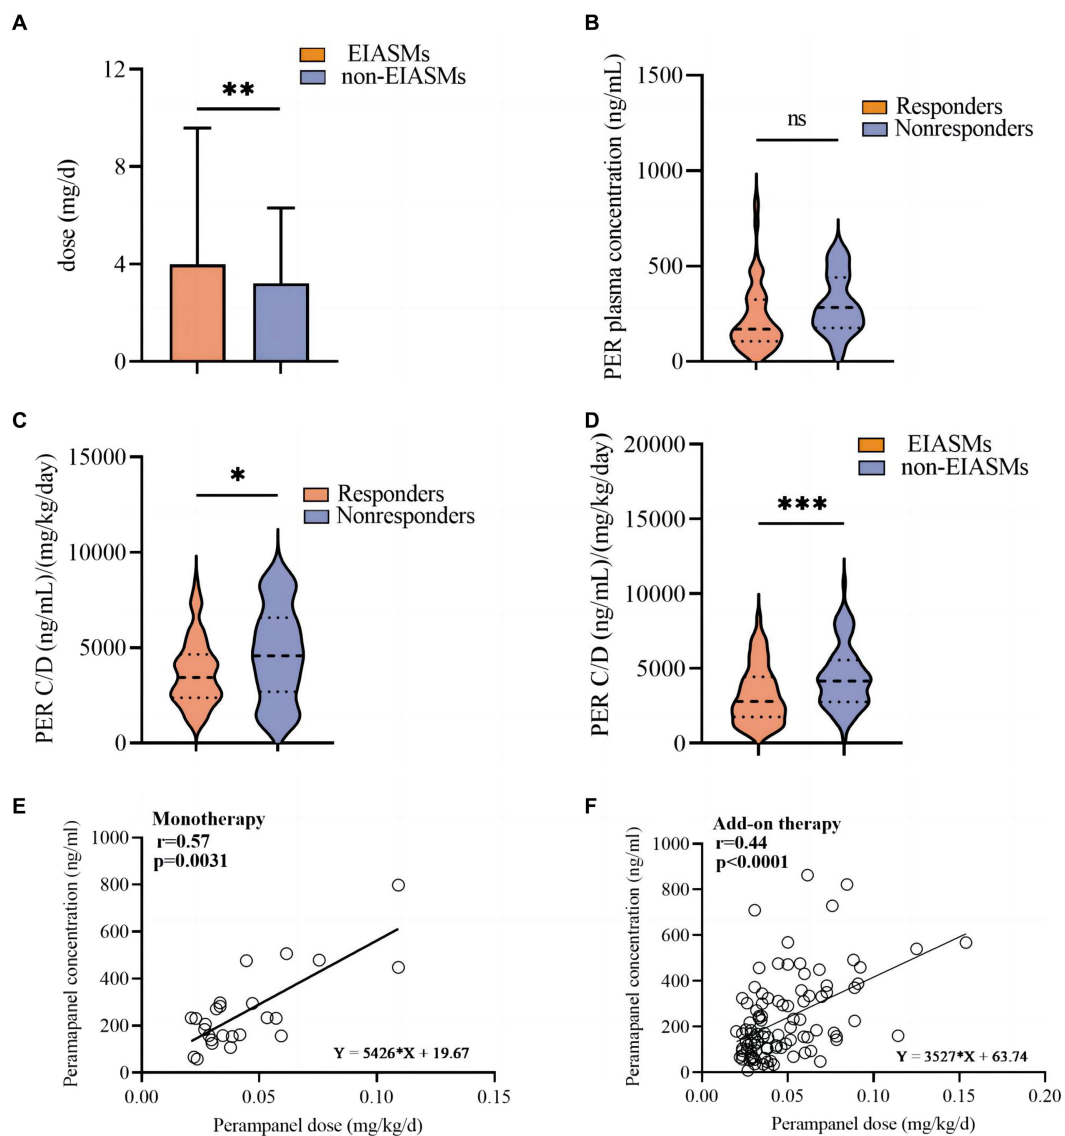 A
EIASMs
non-EIASMs
**
dose (mg/d)
12
8
4
0
B
Responders
Nonresponders
ns
PER plasma concentration (ng/mL)
1500
1000
500
0
C
Responders
Nonresponders
*
PER C/D (ng/mL)/(mg/kg/day)
15000
10000
5000
0
D
EIASMs
non-EIASMs
***
PER C/D (ng/mL)/(mg/kg/day)
20000
15000
10000
5000
0
E
Monotherapy
r=0.57
p=0.0031
Peramapanel concentration (ng/ml)
1000
800
600
400
200
0
Y = 5426*X + 19.67
0.00 0.05 0.10 0.15
Perampanel dose (mg/kg/d)
F
Add-on therapy
r=0.44
p<0.0001
Peramapanel concentration (ng/ml)
1000
800
600
400
200
0
Y = 3527*X + 63.74
0.00 0.05 0.10 0.15 0.20
Perampanel dose (mg/kg/d)